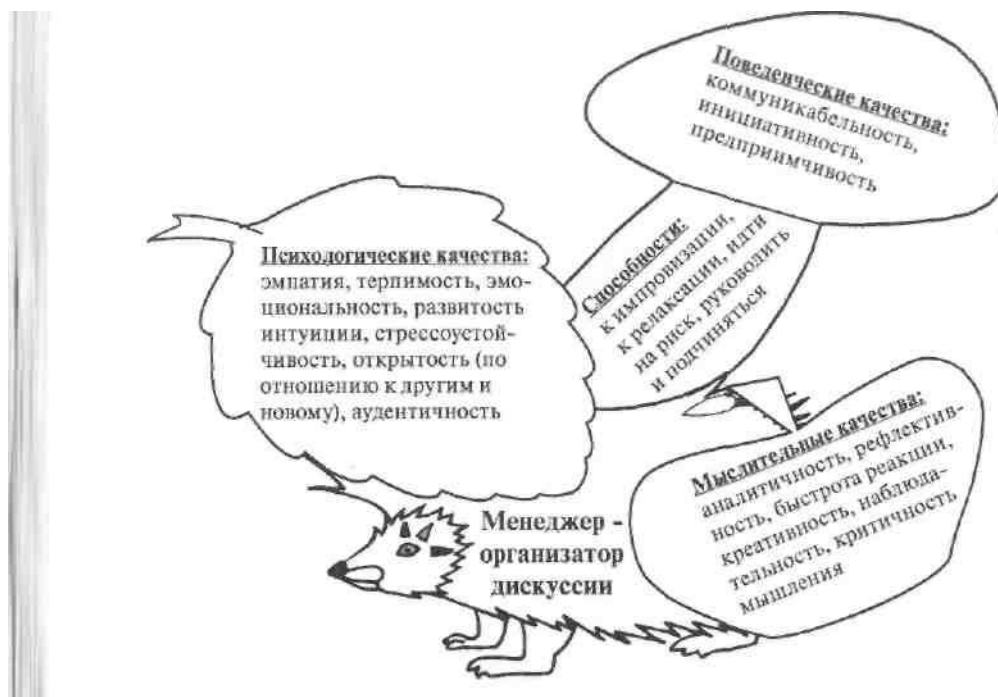 Поведенческие качества:
коммуникабельность,
инициативность,
предприимчивость
Способности:
к импровизации,
к релаксации, идти
на риск, руководить
и подчиняться
Психологические качества:
эмпатия, терпимость, эмо-
циональность, развитость
интуиции, стрессоустой-
чивость, открытость (по
отношению к другим и
новому), аудентичность
Мыслительные качества:
аналитичность, рефлектив-
ность, быстрота реакции,
креативность, наблюда-
тельность, критичность
мышления
Менеджер -
организатор
дискуссии